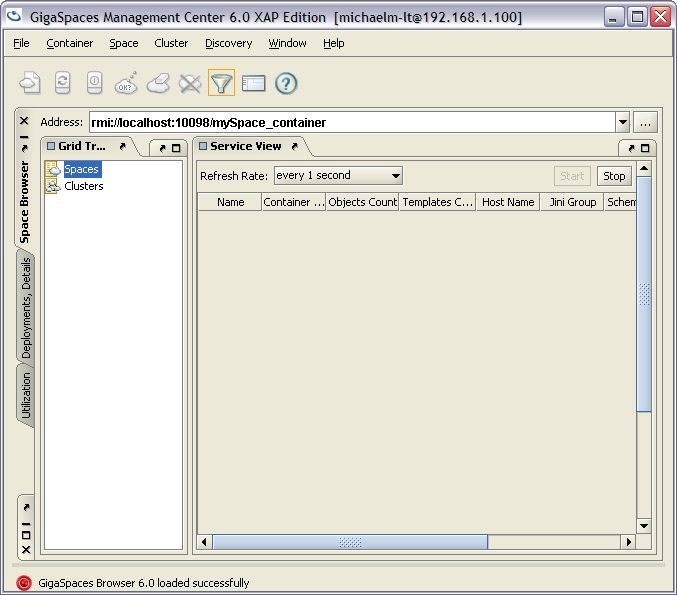 GigaSpaces Management Center 6.0 XAP Edition [michaelm-lt@192.168.1.100]
File Container Space Cluster Discovery Window Help
OK?
Address: rmi://localhost:10098/mySpace_container ...
Space Browser
Deployments, Details
Utilization
Grid Tr...
Spaces
Clusters
Service View
Refresh Rate: every 1 second Start Stop
Name Container ... Objects Count Templates C... Host Name Jini Group Schem
GigaSpaces Browser 6.0 loaded successfully